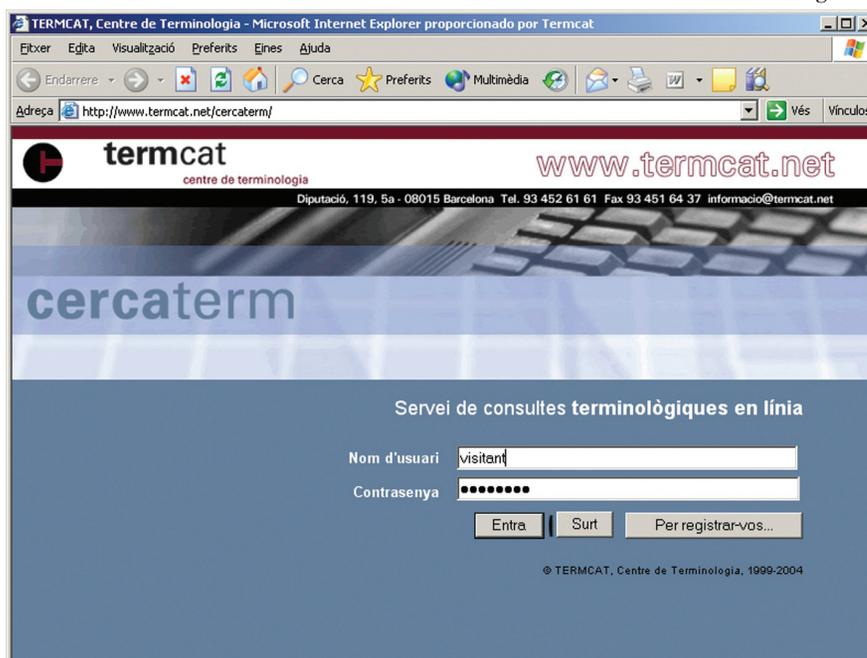 TERMCAT, Centre de Terminologia - Microsoft Internet Explorer proporcionado por Termcat
Fitxer Edita Visualització Preferits Eines Ajuda
Endarrere Cerca Preferits Multimèdia
Adreça http://www.termcat.net/cercaterm/ Vés Vínculos
termcat www.termcat.net
centre de terminologia
Diputació, 119, 5a - 08015 Barcelona Tel. 93 452 61 61 Fax 93 451 64 37 informacio@termcat.net
cercaterm
Servei de consultes terminològiques en línia
Nom d'usuari visitant
Contrasenya ●●●●●●●●
Entra Surt Per registrar-vos...
© TERMCAT, Centre de Terminologia, 1999-2004